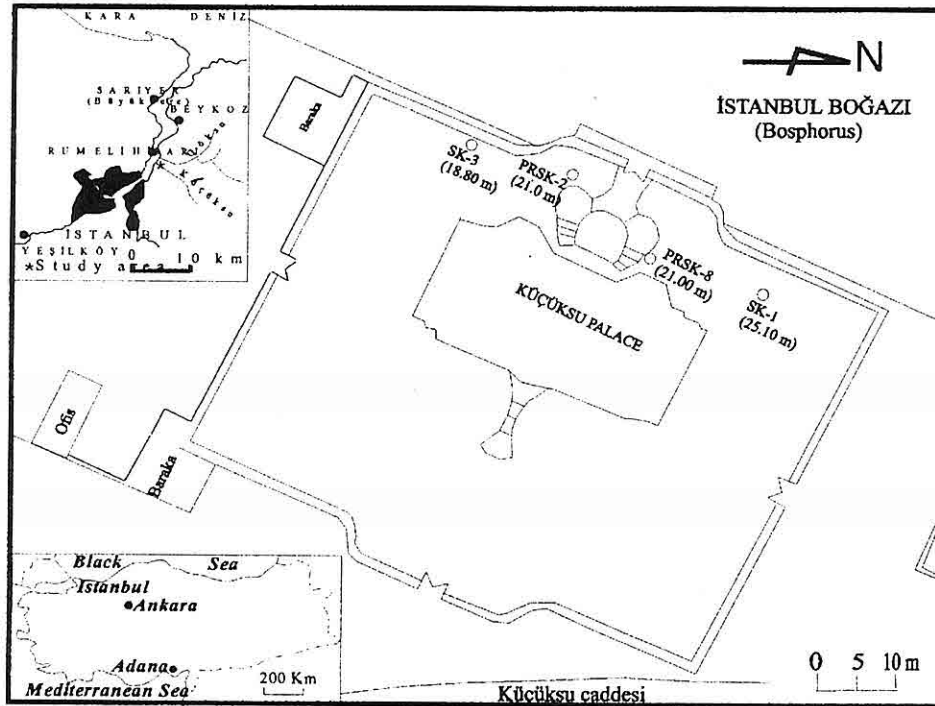 KARA DENİZ
SARIYER
BEYKOZ
RUMELİH
Göksu
Küçüksu
İSTANBUL
YEŞİLKÖY
*Study area
0 10 km
Baraka
N
İSTANBUL BOĞAZI
(Bosphorus)
SK-3
(18.80 m)
PRSK-2
(21.0 m)
PRSK-8
(21.00 m)
SK-1
(25.10 m)
KÜÇÜKSU PALACE
Ofis
Baraka
Black Sea
Istanbul
Ankara
Adana
Mediterranean Sea
200 Km
0 5 10 m
Küçüksu caddesi